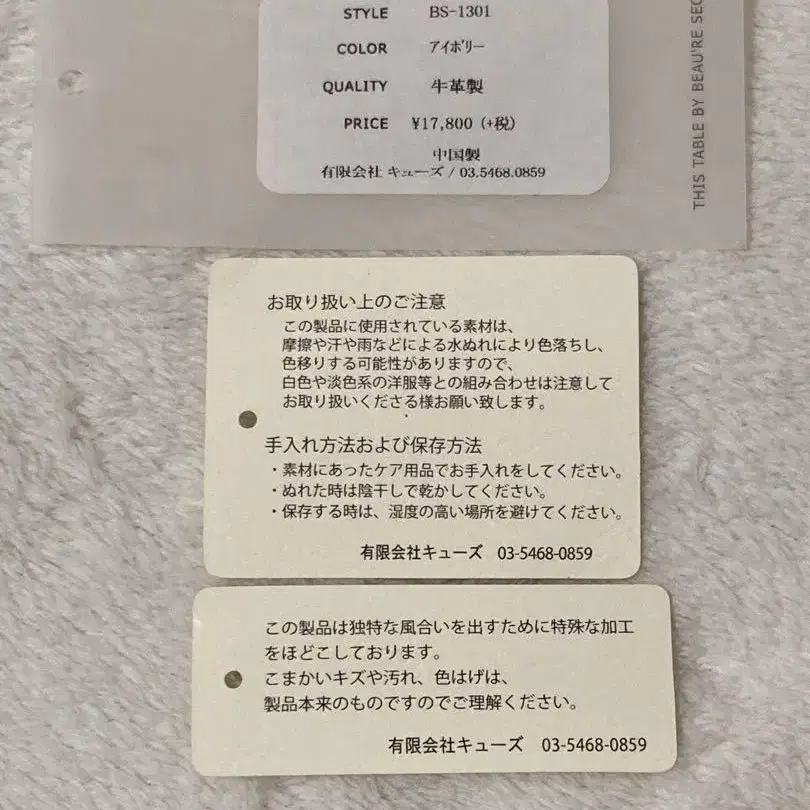 STYLE BS-1301
COLOR アイボリー
QUALITY 牛革製
PRICE ¥17,800 (+税)
中国製
有限会社 キューズ / 03.5468.0859
THIS TABLE BY BEAU'RE SEC
お取り扱い上のご注意
この製品に使用されている素材は、
摩擦や汗や雨などによる水ぬれにより色落ちし、
色移りする可能性がありますので、
白色や淡色系の洋服等との組み合わせは注意して
お取り扱いくださる様お願い致します。
手入れ方法および保存方法
・素材にあったケア用品でお手入れをしてください。
・ぬれた時は陰干しで乾かしてください。
・保存する時は、湿度の高い場所を避けてください。
有限会社キューズ 03-5468-0859
この製品は独特な風合いを出すために特殊な加工
をほどこしております。
こまかいキズや汚れ、色はげは、
製品本来のものですのでご理解ください。
有限会社キューズ 03-5468-0859